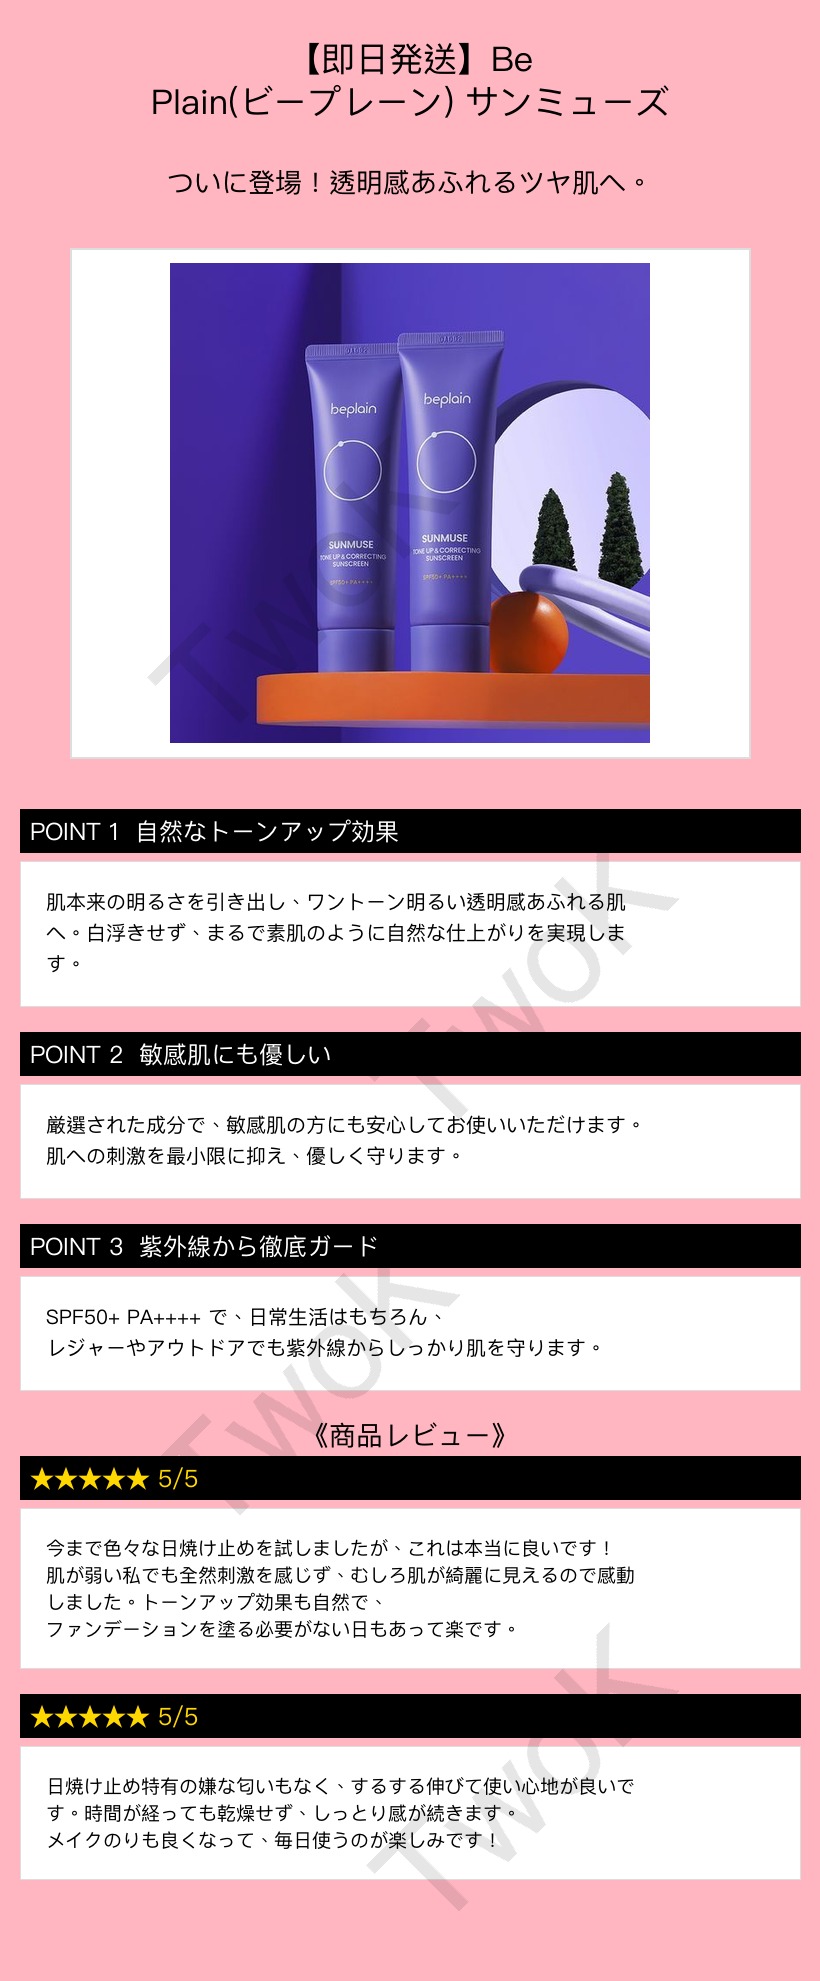 【即日発送】Be
Plain(ビープレーン) サンミューズ
ついに登場！透明感あふれるツヤ肌へ。
beplain
SUNMUSE
TONE UP & CORRECTING
SUNSCREEN
SPF50+ PA++++
beplain
SUNMUSE
TONE UP & CORRECTING
SUNSCREEN
SPF50+ PA++++
TwoK
POINT 1 自然なトーンアップ効果
肌本来の明るさを引き出し、ワントーン明るい透明感あふれる肌
へ。白浮きせず、まるで素肌のように自然な仕上がりを実現しま
す。
TwoK
POINT 2 敏感肌にも優しい
厳選された成分で、敏感肌の方にも安心してお使いいただけます。
肌への刺激を最小限に抑え、優しく守ります。
POINT 3 紫外線から徹底ガード
SPF50+ PA++++ で、日常生活はもちろん、
レジャーやアウトドアでも紫外線からしっかり肌を守ります。
TwoK
《商品レビュー》
★★★★★ 5/5
今まで色々な日焼け止めを試しましたが、これは本当に良いです！
肌が弱い私でも全然刺激を感じず、むしろ肌が綺麗に見えるので感動
しました。トーンアップ効果も自然で、
ファンデーションを塗る必要がない日もあって楽です。
★★★★★ 5/5
日焼け止め特有の嫌な匂いもなく、するする伸びて使い心地が良いで
す。時間が経っても乾燥せず、しっとり感が続きます。
メイクのりも良くなって、毎日使うのが楽しみです！
TwoK